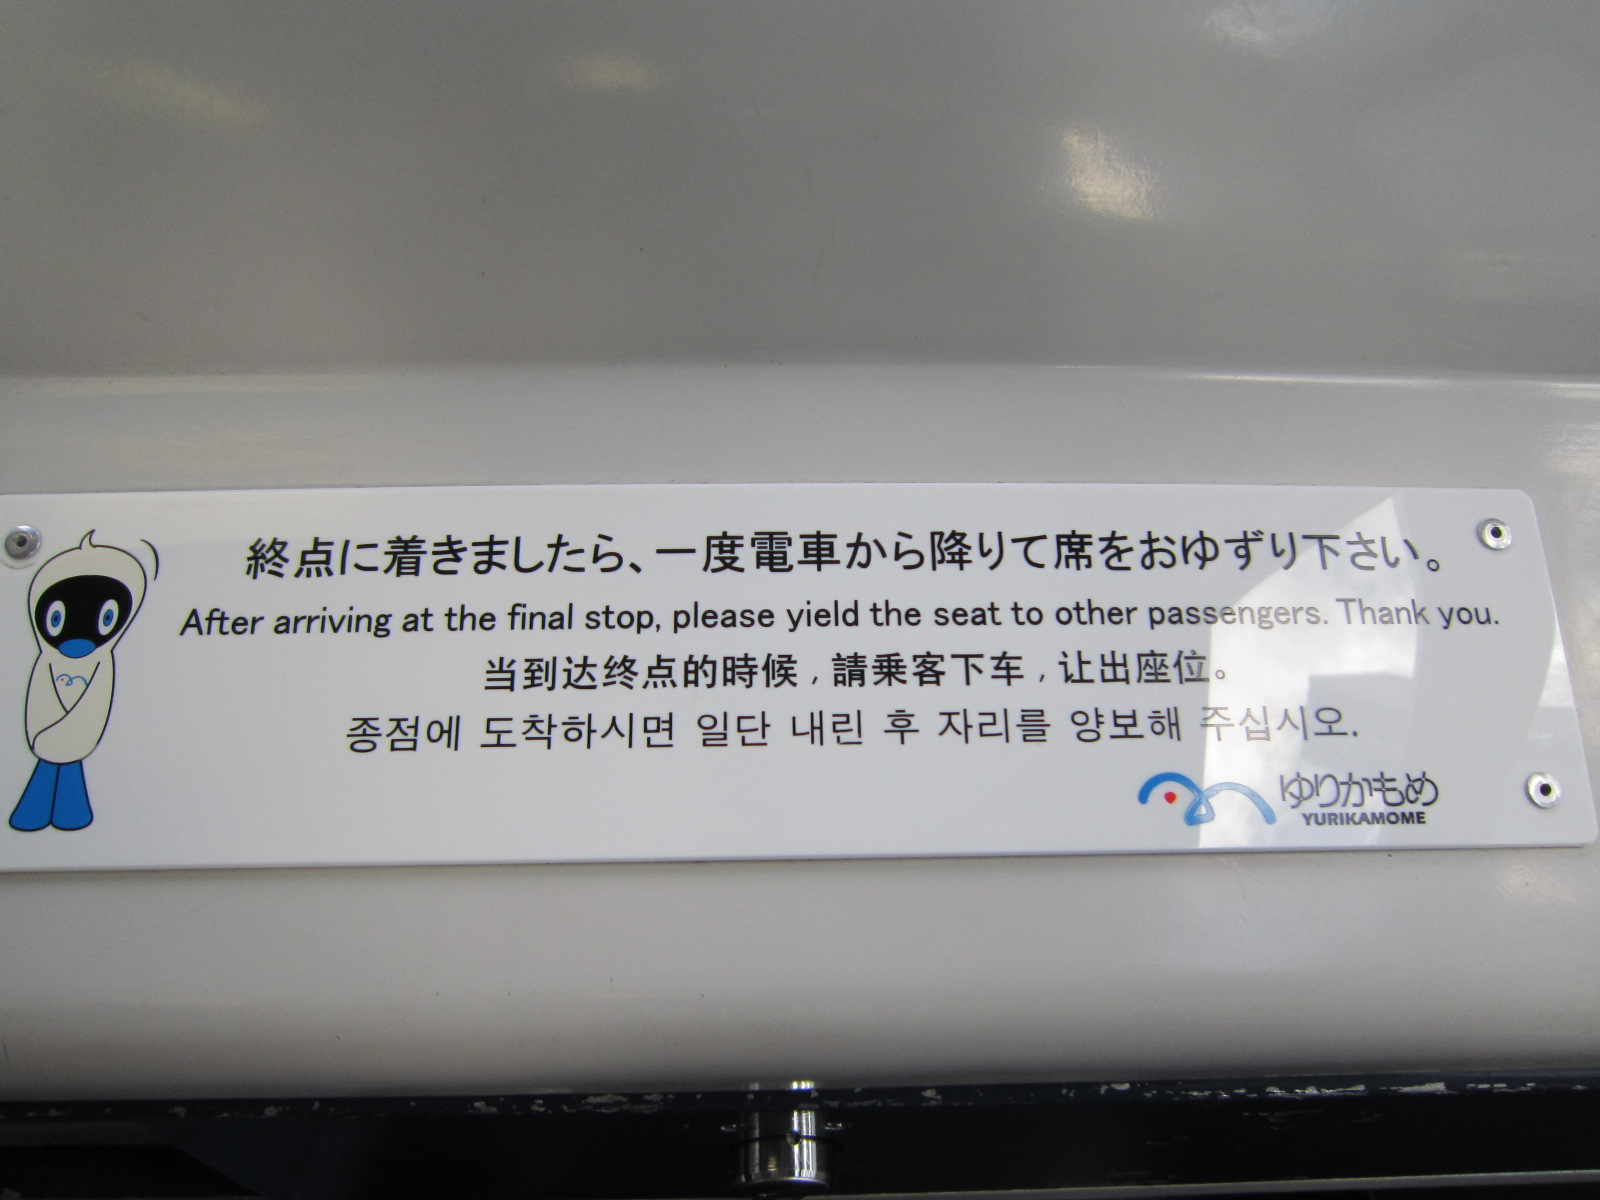 終点に着きましたら、一度電車から降りて席をおゆずり下さい。
After arriving at the final stop, please yield the seat to other passengers. Thank you.
当到达终点的時候，請乗客下车，让出座位。
종점에 도착하시면 일단 내린 후 자리를 양보해 주십시오.
ゆりかもめ
YURIKAMOME